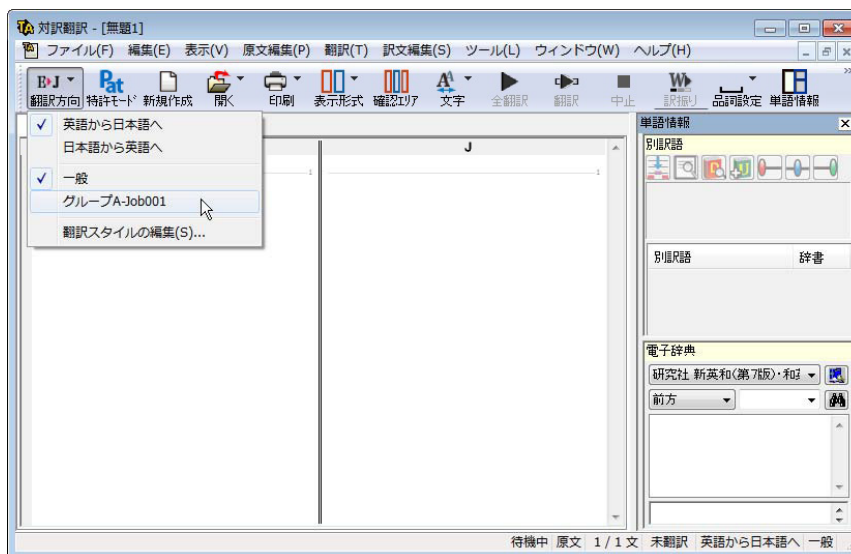 対訳翻訳 - [無題1]
ファイル(F) 編集(E) 表示(V) 原文編集(P) 翻訳(T) 訳文編集(S) ツール(L) ウィンドウ(W) ヘルプ(H)
E▸J Pat
翻訳方向 特許モード 新規作成 開く 印刷 表示形式 確認エリア 文字 全翻訳 翻訳 中止 訳振り 品詞設定 単語情報
英語から日本語へ
日本語から英語へ
一般
グループA-Job001
翻訳スタイルの編集(S)...
J
1
1
単語情報
別訳語
別訳語 辞書
電子辞典
研究社 新英和(第7版)・和
前方
待機中 原文 1 / 1 文 未翻訳 英語から日本語へ 一般